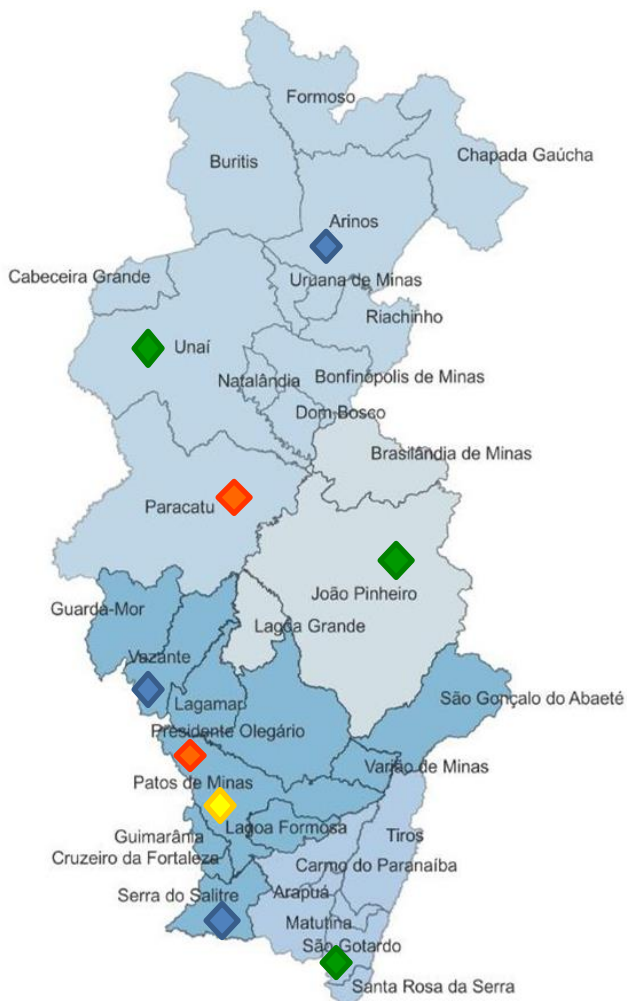 Formoso
Chapada Gaúcha
Buritis
Arinos
Cabeceira Grande
Uruana de Minas
Riachinho
Unaí
Natalândia
Bonfinópolis de Minas
Dom Bosco
Brasilândia de Minas
Paracatu
João Pinheiro
Guarda-Mor
Lagoa Grande
Vazante
São Gonçalo do Abaeté
Lagamar
Presidente Olegário
Varjão de Minas
Patos de Minas
Lagoa Formosa
Guimarânia
Tiros
Cruzeiro da Fortaleza
Carmo do Paranaíba
Serra do Salitre
Arapuá
Matutina
São Gotardo
Santa Rosa da Serra